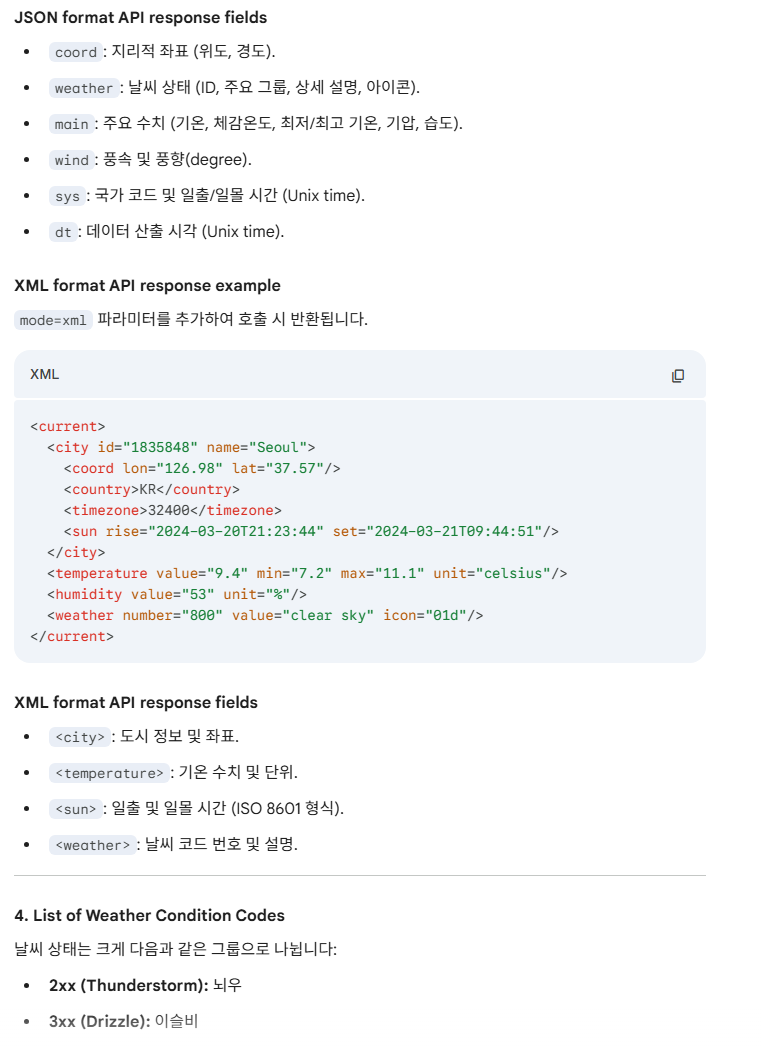 JSON format API response fields
• coord: 지리적 좌표 (위도, 경도).
• weather: 날씨 상태 (ID, 주요 그룹, 상세 설명, 아이콘).
• main: 주요 수치 (기온, 체감온도, 최저/최고 기온, 기압, 습도).
• wind: 풍속 및 풍향(degree).
• sys: 국가 코드 및 일출/일몰 시간 (Unix time).
• dt: 데이터 산출 시각 (Unix time).
XML format API response example
mode=xml 파라미터를 추가하여 호출 시 반환됩니다.
XML
<current>
  <city id="1835848" name="Seoul">
    <coord lon="126.98" lat="37.57"/>
    <country>KR</country>
    <timezone>32400</timezone>
    <sun rise="2024-03-20T21:23:44" set="2024-03-21T09:44:51"/>
  </city>
  <temperature value="9.4" min="7.2" max="11.1" unit="celsius"/>
  <humidity value="53" unit="%"/>
  <weather number="800" value="clear sky" icon="01d"/>
</current>
XML format API response fields
• <city>: 도시 정보 및 좌표.
• <temperature>: 기온 수치 및 단위.
• <sun>: 일출 및 일몰 시간 (ISO 8601 형식).
• <weather>: 날씨 코드 번호 및 설명.
4. List of Weather Condition Codes
날씨 상태는 크게 다음과 같은 그룹으로 나뉩니다:
• 2xx (Thunderstorm): 뇌우
• 3xx (Drizzle): 이슬비